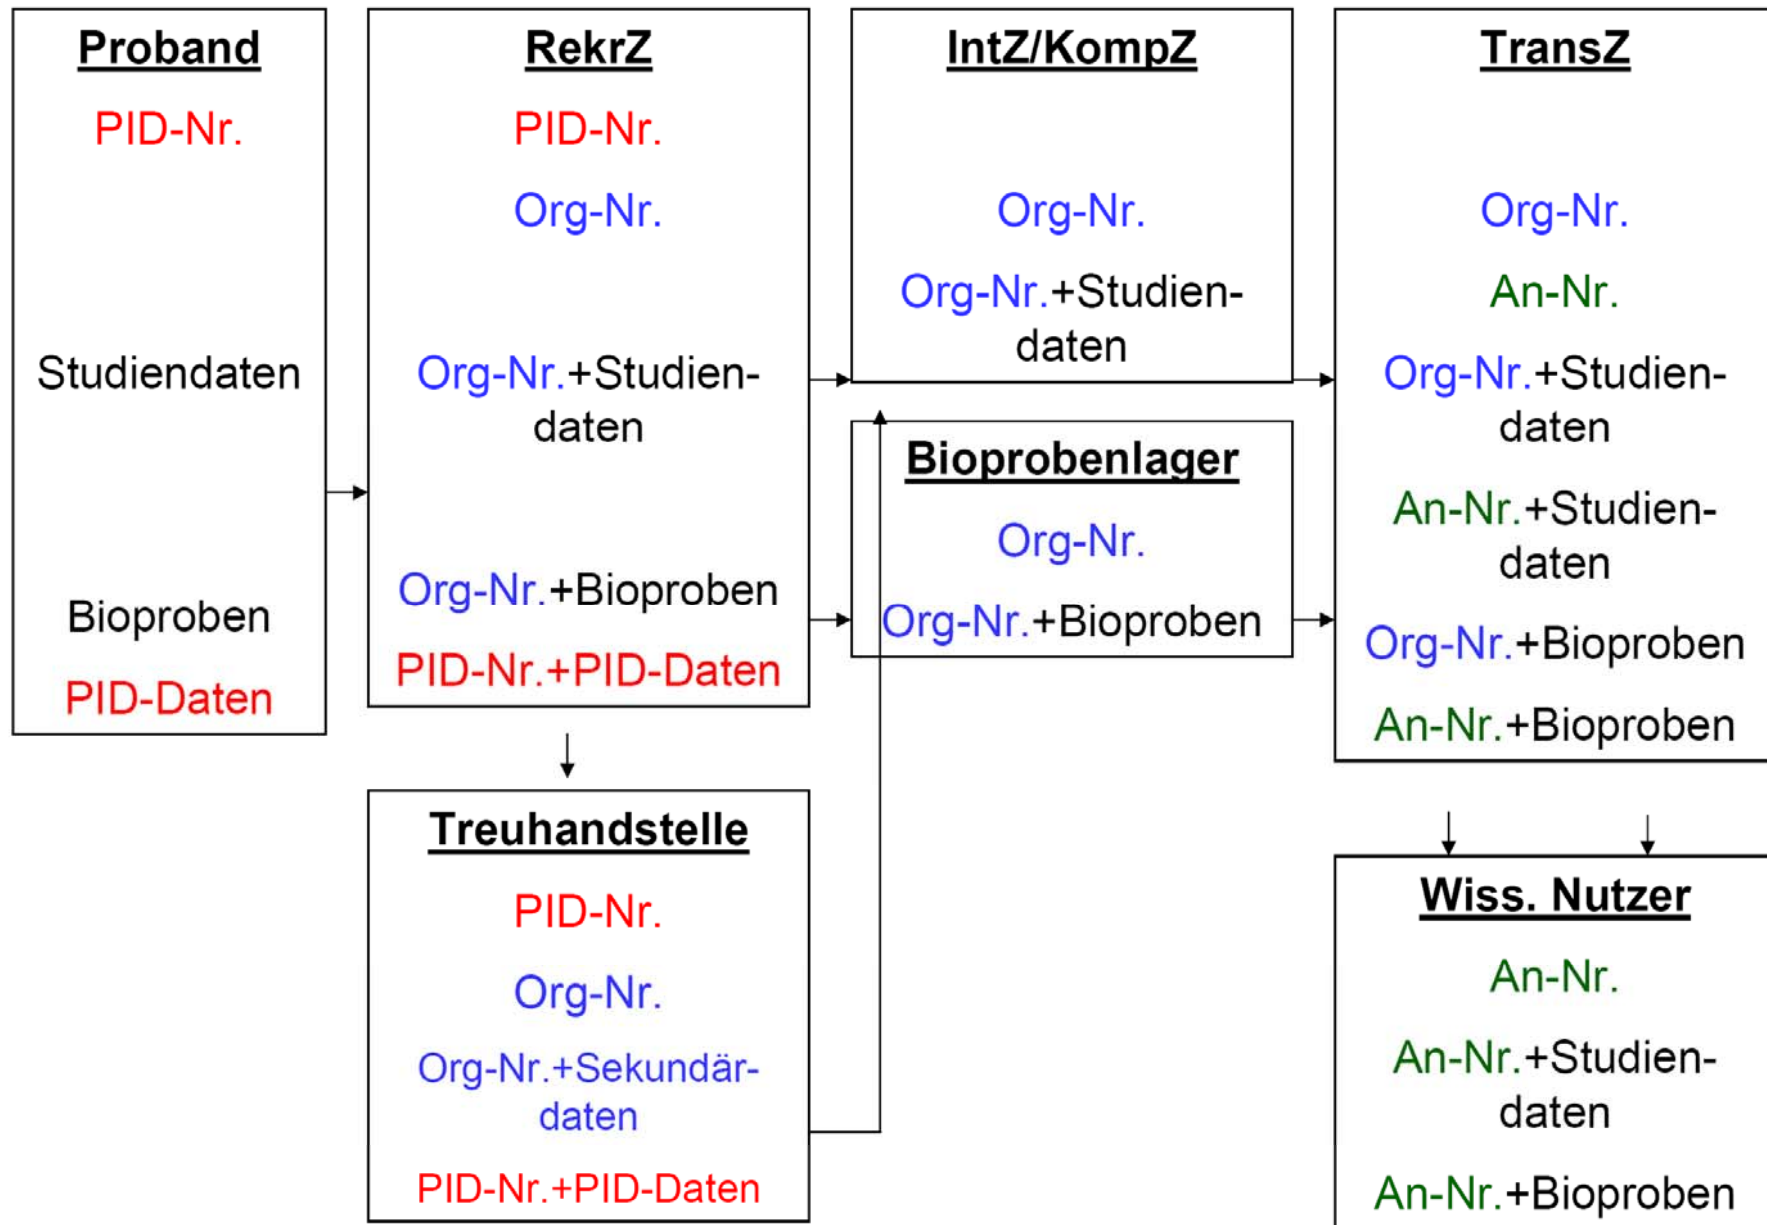 Proband
PID-Nr.
Studiendaten
Bioproben
PID-Daten
RekrZ
PID-Nr.
Org-Nr.
Org-Nr.+Studien-
daten
Org-Nr.+Bioproben
PID-Nr.+PID-Daten
IntZ/KompZ
Org-Nr.
Org-Nr.+Studien-
daten
Bioprobenlager
Org-Nr.
Org-Nr.+Bioproben
TransZ
Org-Nr.
An-Nr.
Org-Nr.+Studien-
daten
An-Nr.+Studien-
daten
Org-Nr.+Bioproben
An-Nr.+Bioproben
Treuhandstelle
PID-Nr.
Org-Nr.
Org-Nr.+Sekundär-
daten
PID-Nr.+PID-Daten
Wiss. Nutzer
An-Nr.
An-Nr.+Studien-
daten
An-Nr.+Bioproben